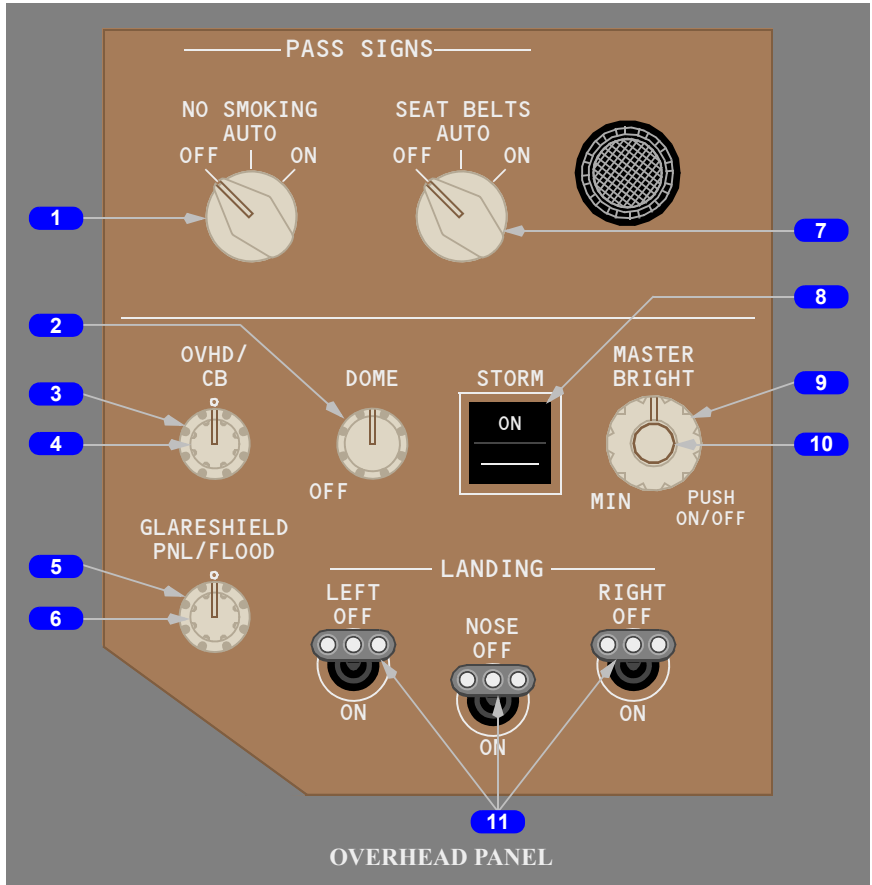 PASS SIGNS
NO SMOKING
AUTO
OFF
ON
SEAT BELTS
AUTO
OFF
ON
1
7
8
2
OVHD/
CB
DOME
OFF
STORM
ON
MASTER
BRIGHT
MIN
PUSH
ON/OFF
3
4
9
10
GLARESHIELD
PNL/FLOOD
5
6
LANDING
LEFT
OFF
ON
NOSE
OFF
ON
RIGHT
OFF
ON
11
OVERHEAD PANEL